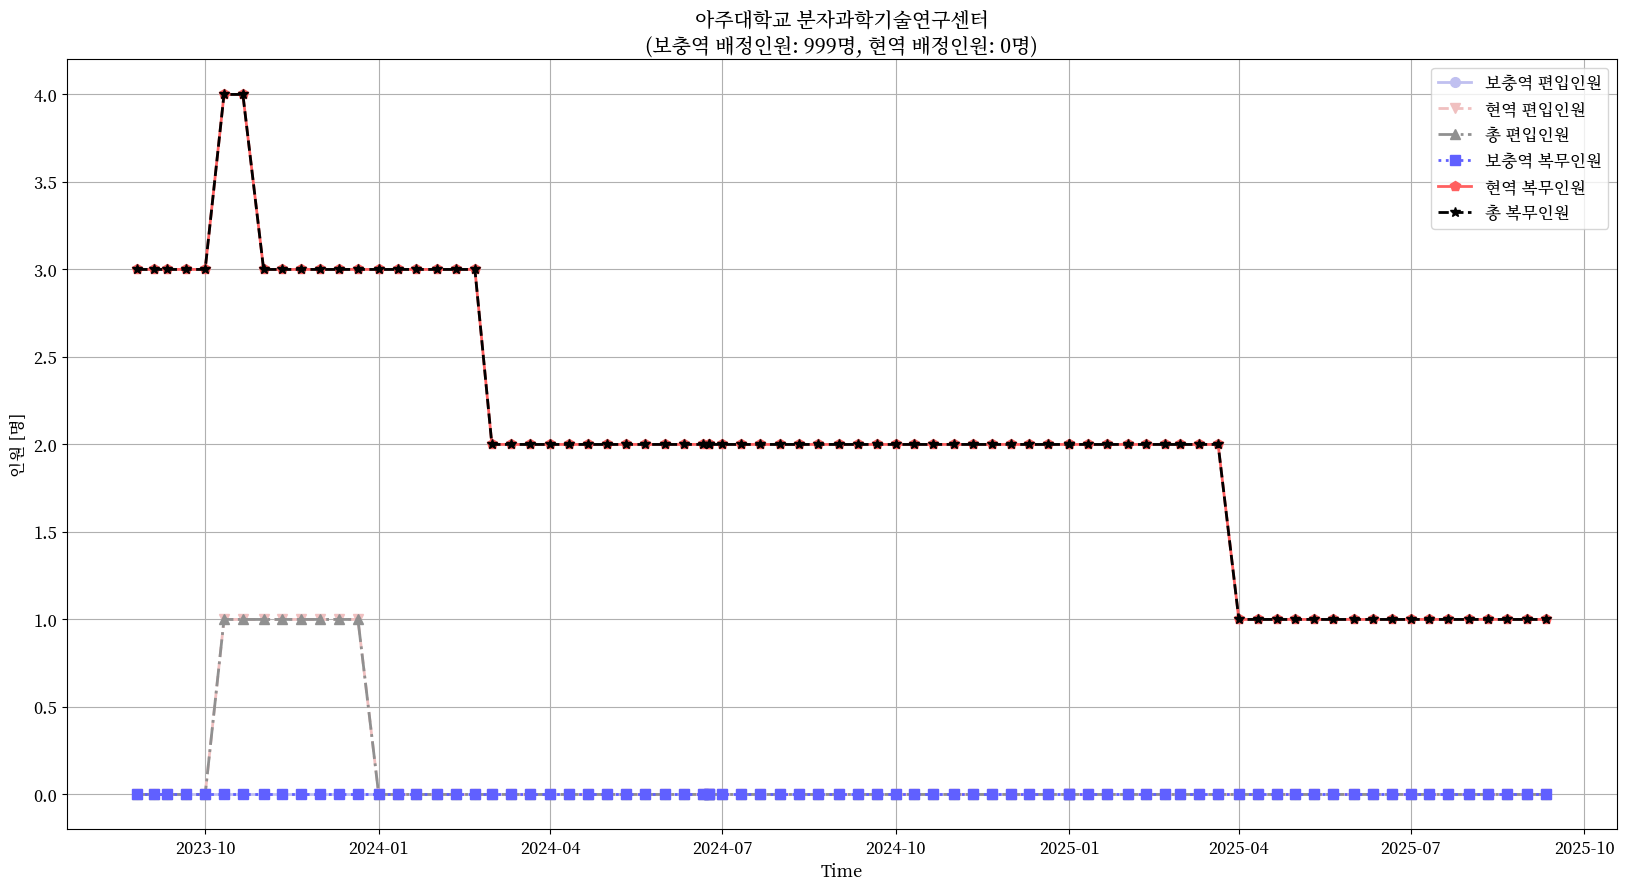 아주대학교 분자과학기술연구센터
(보충역 배정인원: 999명, 현역 배정인원: 0명)
보충역 편입인원
현역 편입인원
총 편입인원
보충역 복무인원
현역 복무인원
총 복무인원
인원 [명]
4.0
3.5
3.0
2.5
2.0
1.5
1.0
0.5
0.0
2023-10
2024-01
2024-04
2024-07
2024-10
2025-01
2025-04
2025-07
2025-10
Time